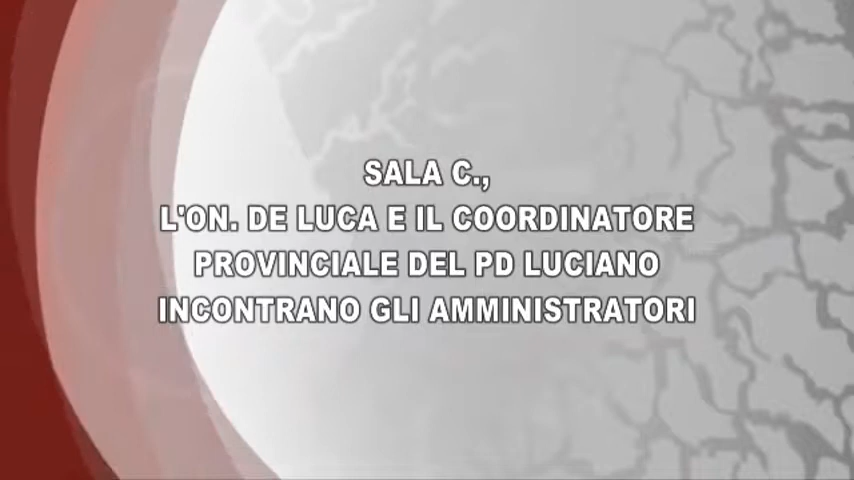 SALA C.,
L'ON. DE LUCA E IL COORDINATORE
PROVINCIALE DEL PD LUCIANO
INCONTRANO GLI AMMINISTRATORI